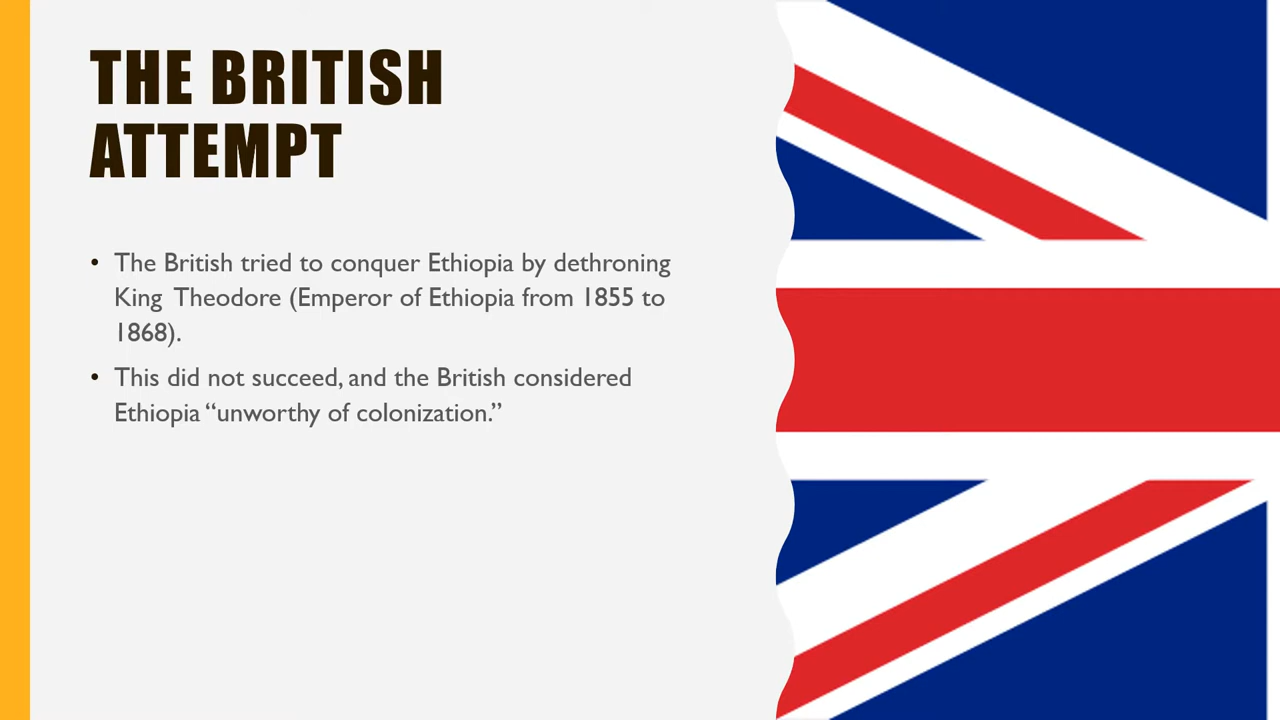 THE BRITISH
ATTEMPT
• The British tried to conquer Ethiopia by dethroning
King Theodore (Emperor of Ethiopia from 1855 to
1868).
• This did not succeed, and the British considered
Ethiopia “unworthy of colonization.”